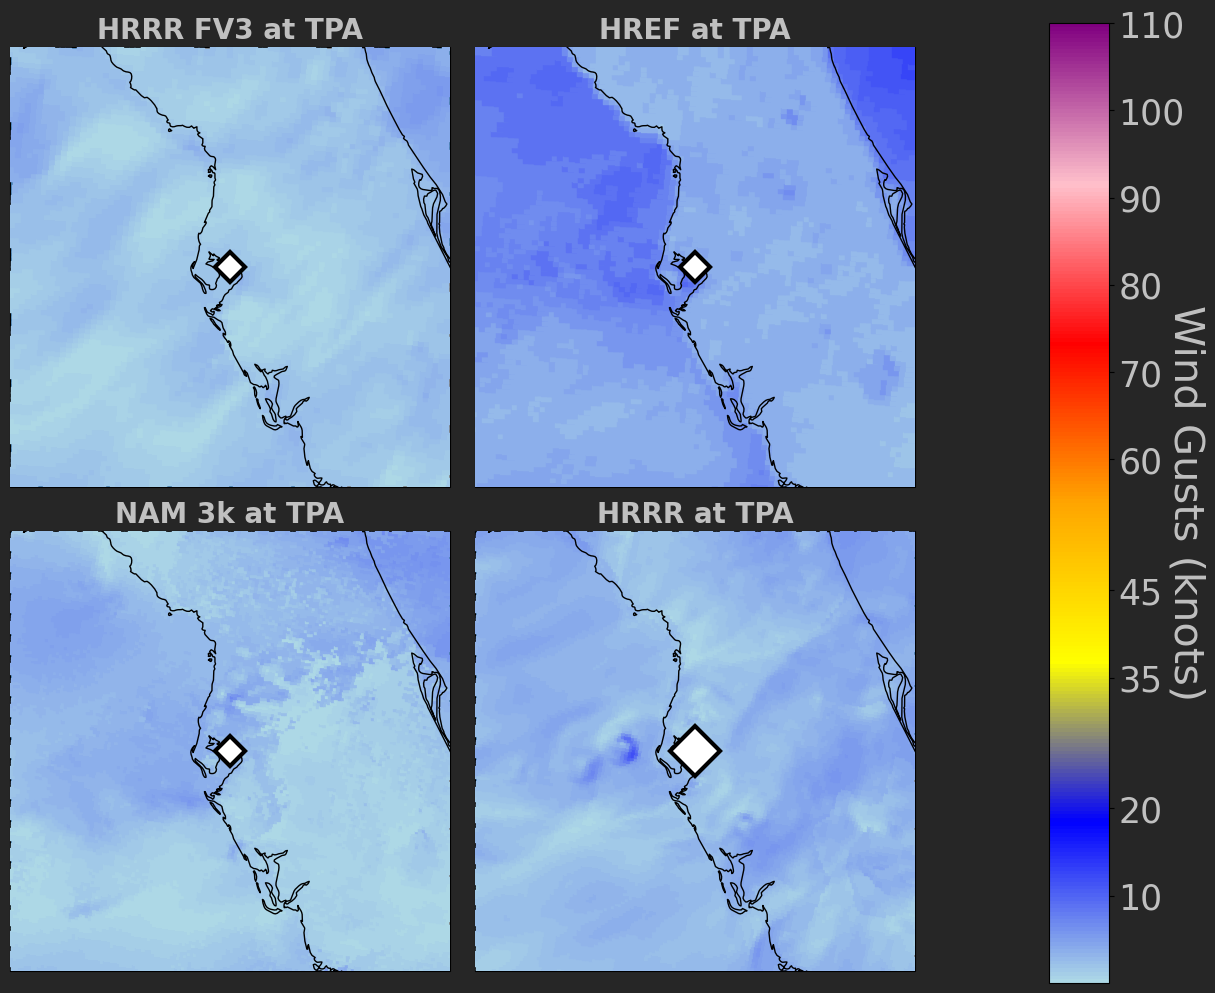 HRRR FV3 at TPA
HREF at TPA
NAM 3k at TPA
HRRR at TPA
110
100
90
80
70
60
45
35
20
10
Wind Gusts (knots)